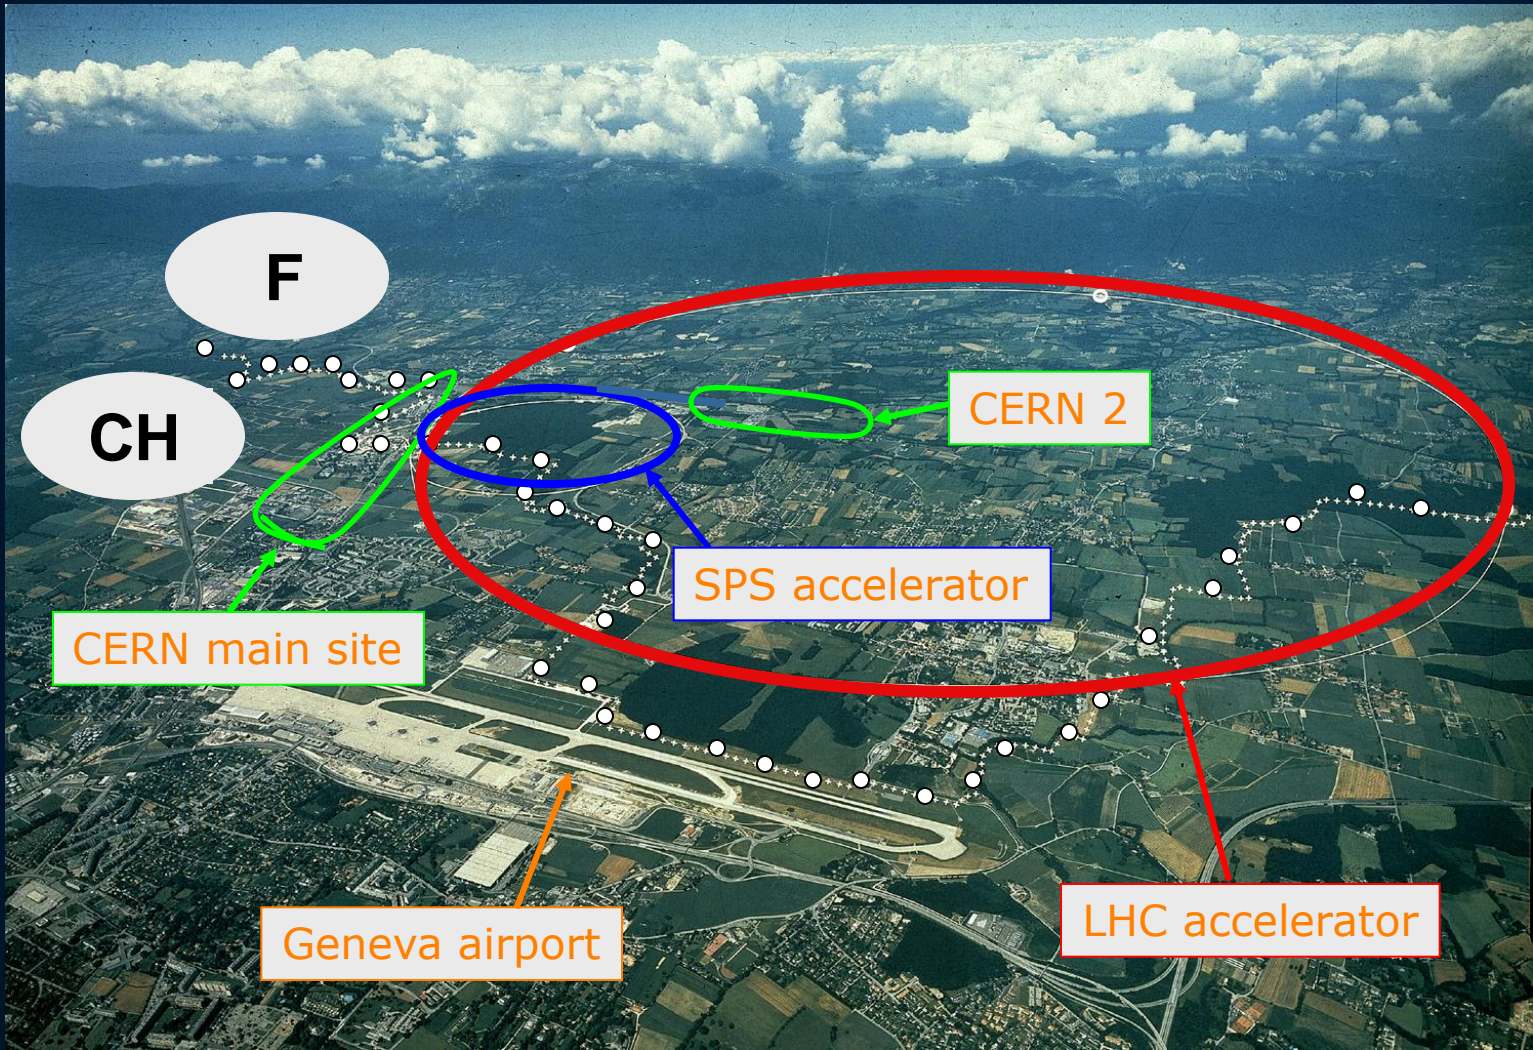 F
CH
CERN 2
SPS accelerator
CERN main site
Geneva airport
LHC accelerator